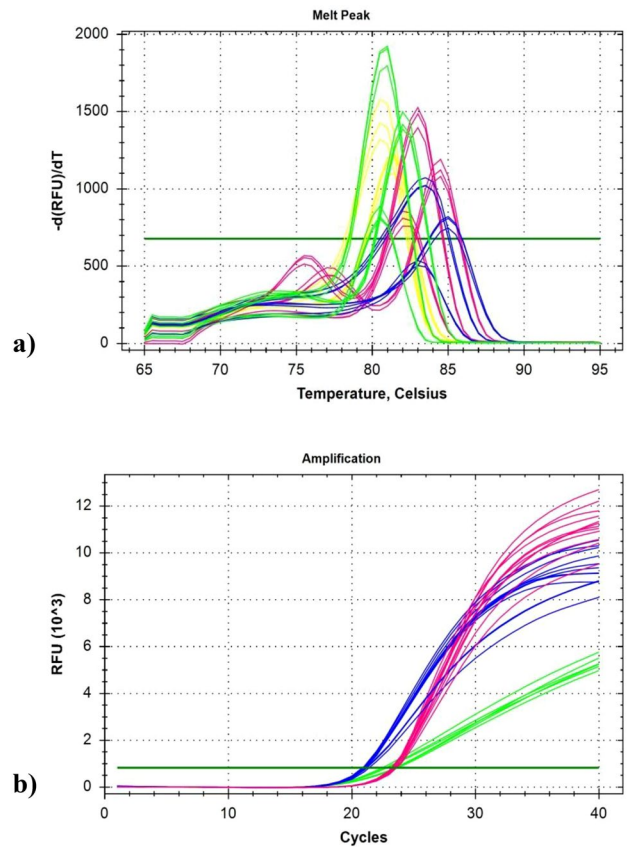 Melt Peak
2000
1500
1000
500
0
-d(RFU)/dT
65 70 75 80 85 90 95
Temperature, Celsius
a)
Amplification
12
10
8
6
4
2
0
RFU (10^3)
0 10 20 30 40
Cycles
b)